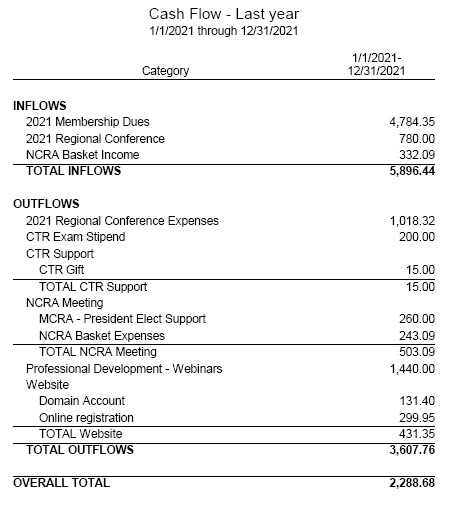 Cash Flow - Last year
1/1/2021 through 12/31/2021
1/1/2021-
Category 12/31/2021
INFLOWS
2021 Membership Dues 4,784.35
2021 Regional Conference 780.00
NCRA Basket Income 332.09
TOTAL INFLOWS 5,896.44
OUTFLOWS
2021 Regional Conference Expenses 1,018.32
CTR Exam Stipend 200.00
CTR Support
CTR Gift 15.00
TOTAL CTR Support 15.00
NCRA Meeting
MCRA - President Elect Support 260.00
NCRA Basket Expenses 243.09
TOTAL NCRA Meeting 503.09
Professional Development - Webinars 1,440.00
Website
Domain Account 131.40
Online registration 299.95
TOTAL Website 431.35
TOTAL OUTFLOWS 3,607.76
OVERALL TOTAL 2,288.68